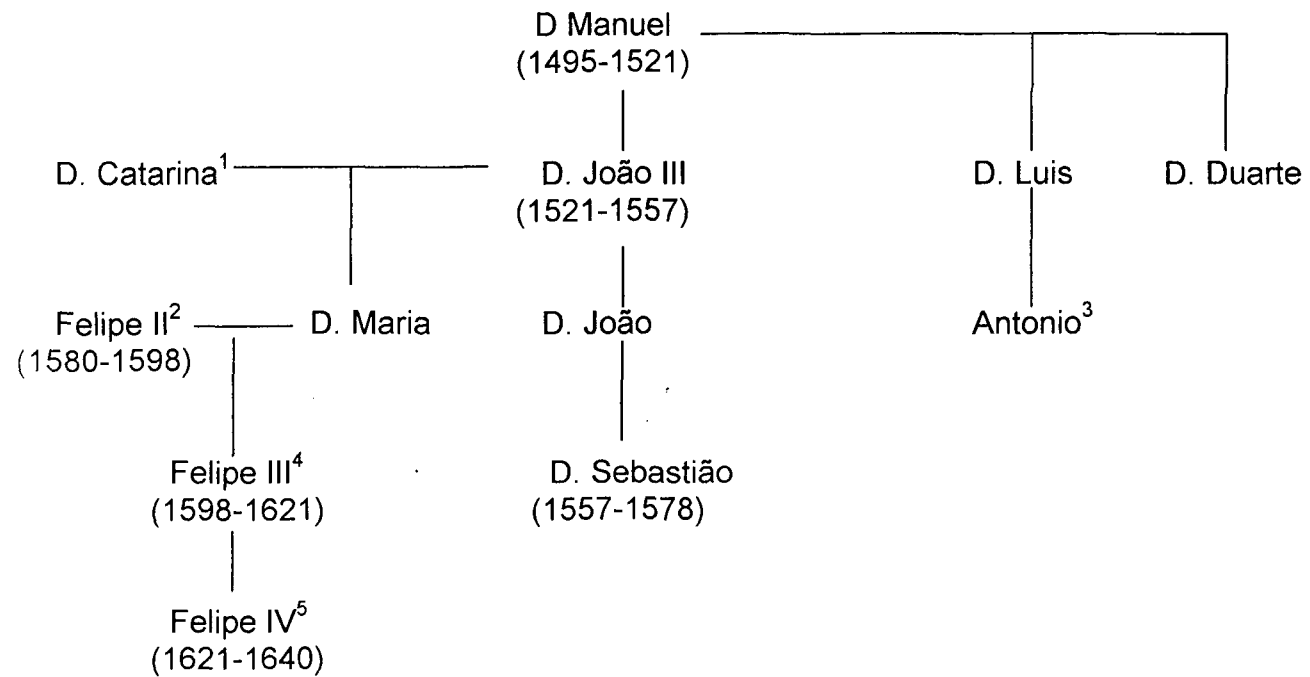 D Manuel
(1495-1521)
D. Catarina¹
D. João III
(1521-1557)
D. Luis
D. Duarte
Felipe II²
(1580-1598)
D. Maria
D. João
Antonio³
Felipe III⁴
(1598-1621)
D. Sebastião
(1557-1578)
Felipe IV⁵
(1621-1640)